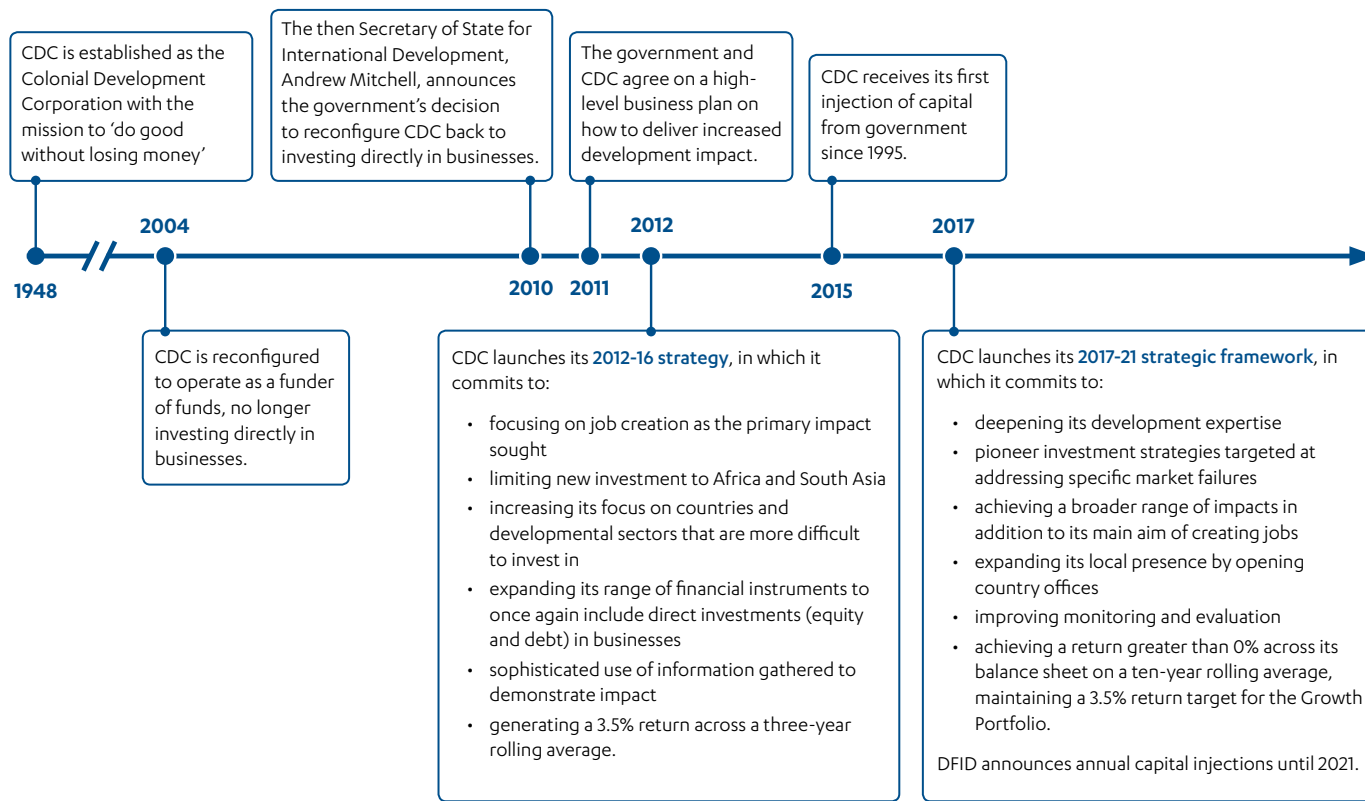 CDC is established as the
Colonial Development
Corporation with the
mission to ‘do good
without losing money’
The then Secretary of State for
International Development,
Andrew Mitchell, announces
the government’s decision
to reconfigure CDC back to
investing directly in businesses.
The government and
CDC agree on a high-
level business plan on
how to deliver increased
development impact.
CDC receives its first
injection of capital
from government
since 1995.
2004
2012
2017
1948
2010
2011
2015
CDC is reconfigured
to operate as a funder
of funds, no longer
investing directly in
businesses.
CDC launches its 2012-16 strategy, in which it
commits to:
• focusing on job creation as the primary impact
sought
• limiting new investment to Africa and South Asia
• increasing its focus on countries and
developmental sectors that are more difficult
to invest in
• expanding its range of financial instruments to
once again include direct investments (equity
and debt) in businesses
• sophisticated use of information gathered to
demonstrate impact
• generating a 3.5% return across a three-year
rolling average.
CDC launches its 2017-21 strategic framework, in
which it commits to:
• deepening its development expertise
• pioneer investment strategies targeted at
addressing specific market failures
• achieving a broader range of impacts in
addition to its main aim of creating jobs
• expanding its local presence by opening
country offices
• improving monitoring and evaluation
• achieving a return greater than 0% across its
balance sheet on a ten-year rolling average,
maintaining a 3.5% return target for the Growth
Portfolio.
DFID announces annual capital injections until 2021.